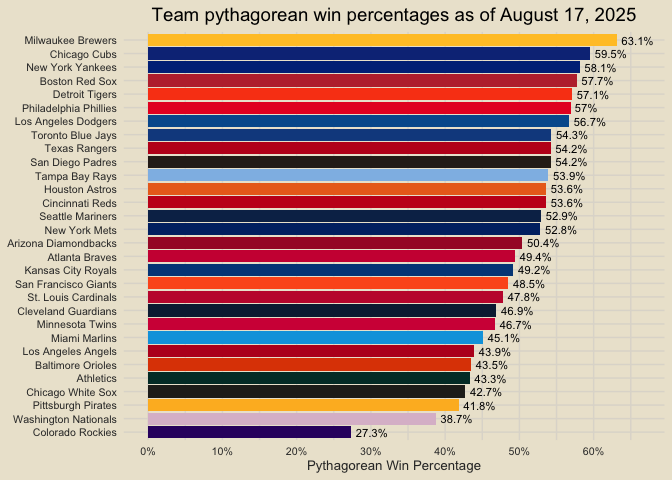 Team pythagorean win percentages as of August 17, 2025
Milwaukee Brewers 63.1%
Chicago Cubs 59.5%
New York Yankees 58.1%
Boston Red Sox 57.7%
Detroit Tigers 57.1%
Philadelphia Phillies 57%
Los Angeles Dodgers 56.7%
Toronto Blue Jays 54.3%
Texas Rangers 54.2%
San Diego Padres 54.2%
Tampa Bay Rays 53.9%
Houston Astros 53.6%
Cincinnati Reds 53.6%
Seattle Mariners 52.9%
New York Mets 52.8%
Arizona Diamondbacks 50.4%
Atlanta Braves 49.4%
Kansas City Royals 49.2%
San Francisco Giants 48.5%
St. Louis Cardinals 47.8%
Cleveland Guardians 46.9%
Minnesota Twins 46.7%
Miami Marlins 45.1%
Los Angeles Angels 43.9%
Baltimore Orioles 43.5%
Athletics 43.3%
Chicago White Sox 42.7%
Pittsburgh Pirates 41.8%
Washington Nationals 38.7%
Colorado Rockies 27.3%
0% 10% 20% 30% 40% 50% 60%
Pythagorean Win Percentage